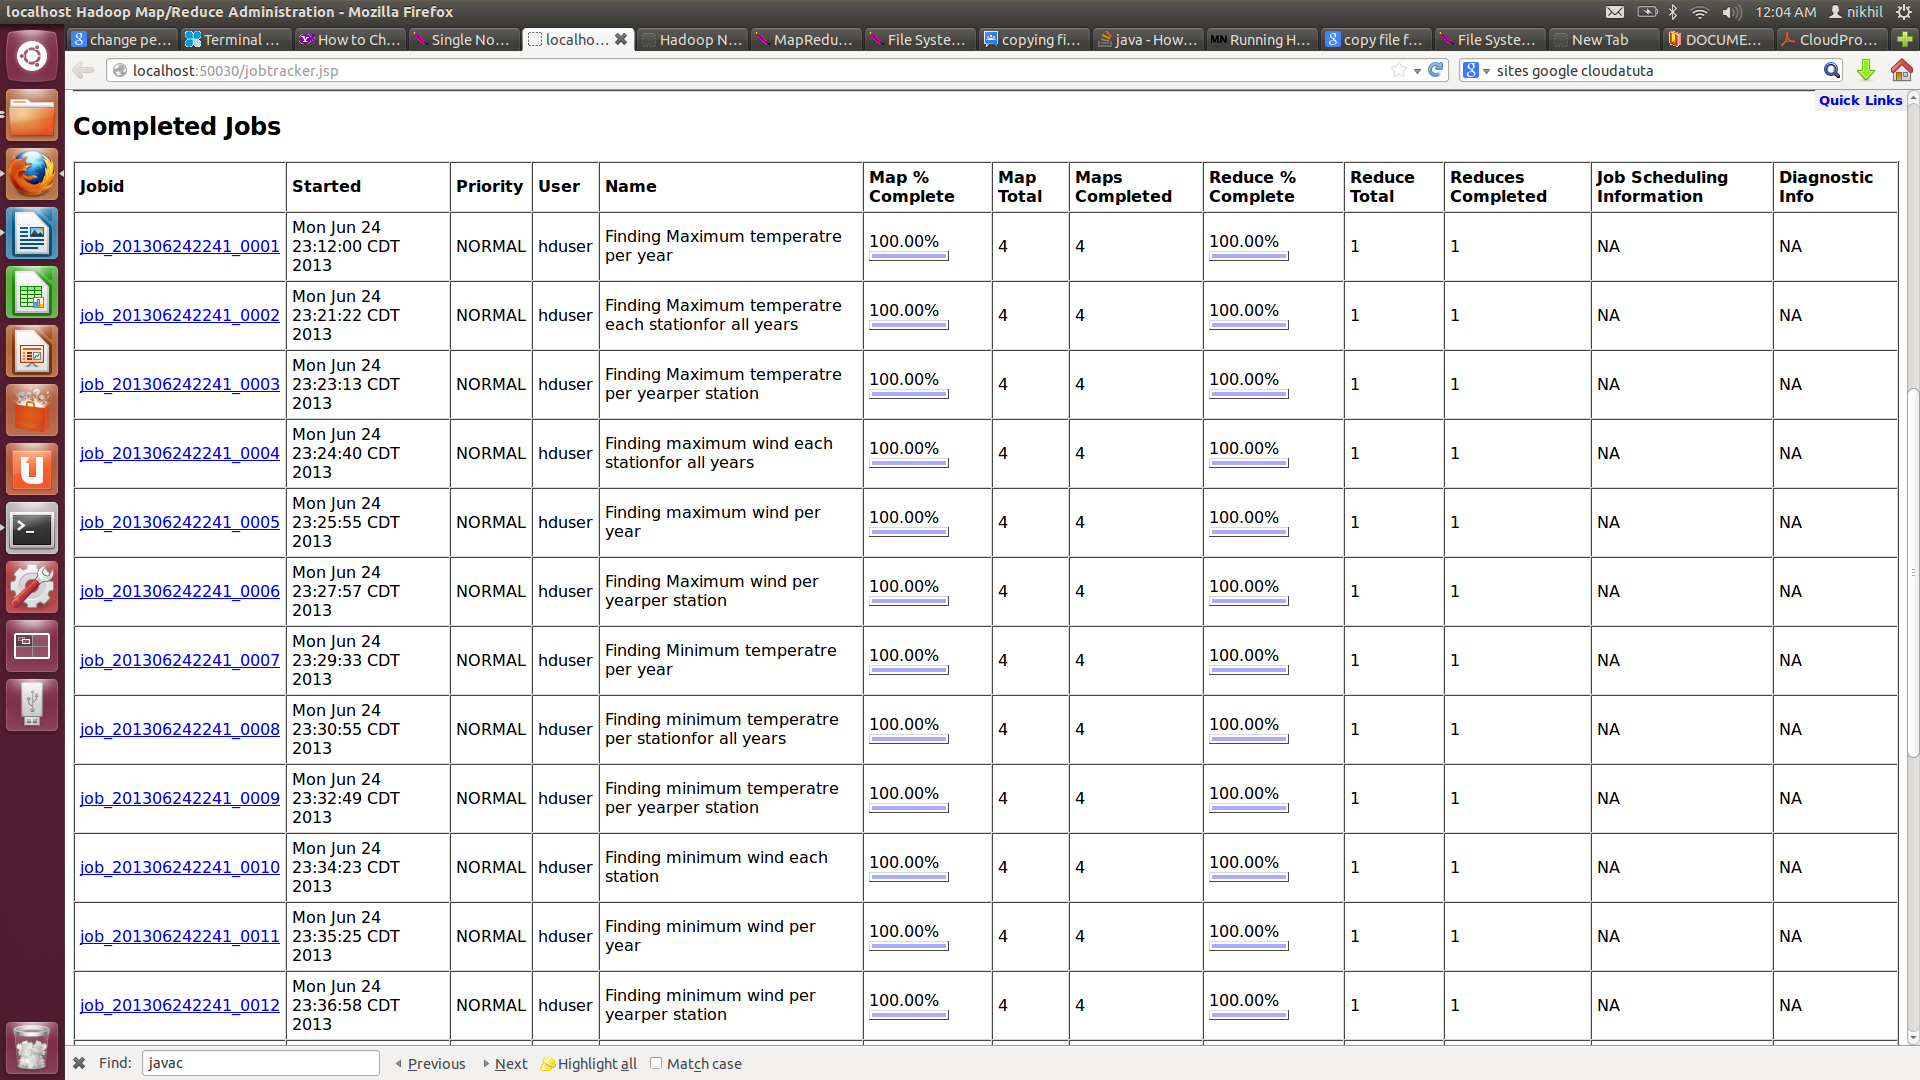 localhost Hadoop Map/Reduce Administration - Mozilla Firefox
12:04 AM nikhil
change pe... Terminal ... How to Ch... Single No... localho... Hadoop N... MapRedu... File Syste... copying fi... java - How... Running H... copy file f... File Syste... New Tab DOCUME... CloudPro...
localhost:50030/jobtracker.jsp sites google cloudatuta
Quick Links
Completed Jobs
Jobid Started Priority User Name Map % Complete Map Total Maps Completed Reduce % Complete Reduce Total Reduces Completed Job Scheduling Information Diagnostic Info
job_201306242241_0001 Mon Jun 24 23:12:00 CDT 2013 NORMAL hduser Finding Maximum temperatre per year 100.00% 4 4 100.00% 1 1 NA NA
job_201306242241_0002 Mon Jun 24 23:21:22 CDT 2013 NORMAL hduser Finding Maximum temperatre each stationfor all years 100.00% 4 4 100.00% 1 1 NA NA
job_201306242241_0003 Mon Jun 24 23:23:13 CDT 2013 NORMAL hduser Finding Maximum temperatre per yearper station 100.00% 4 4 100.00% 1 1 NA NA
job_201306242241_0004 Mon Jun 24 23:24:40 CDT 2013 NORMAL hduser Finding maximum wind each stationfor all years 100.00% 4 4 100.00% 1 1 NA NA
job_201306242241_0005 Mon Jun 24 23:25:55 CDT 2013 NORMAL hduser Finding maximum wind per year 100.00% 4 4 100.00% 1 1 NA NA
job_201306242241_0006 Mon Jun 24 23:27:57 CDT 2013 NORMAL hduser Finding Maximum wind per yearper station 100.00% 4 4 100.00% 1 1 NA NA
job_201306242241_0007 Mon Jun 24 23:29:33 CDT 2013 NORMAL hduser Finding Minimum temperatre per year 100.00% 4 4 100.00% 1 1 NA NA
job_201306242241_0008 Mon Jun 24 23:30:55 CDT 2013 NORMAL hduser Finding minimum temperatre per stationfor all years 100.00% 4 4 100.00% 1 1 NA NA
job_201306242241_0009 Mon Jun 24 23:32:49 CDT 2013 NORMAL hduser Finding minimum temperatre per yearper station 100.00% 4 4 100.00% 1 1 NA NA
job_201306242241_0010 Mon Jun 24 23:34:23 CDT 2013 NORMAL hduser Finding minimum wind each station 100.00% 4 4 100.00% 1 1 NA NA
job_201306242241_0011 Mon Jun 24 23:35:25 CDT 2013 NORMAL hduser Finding minimum wind per year 100.00% 4 4 100.00% 1 1 NA NA
job_201306242241_0012 Mon Jun 24 23:36:58 CDT 2013 NORMAL hduser Finding minimum wind per yearper station 100.00% 4 4 100.00% 1 1 NA NA
Find: javac Previous Next Highlight all Match case